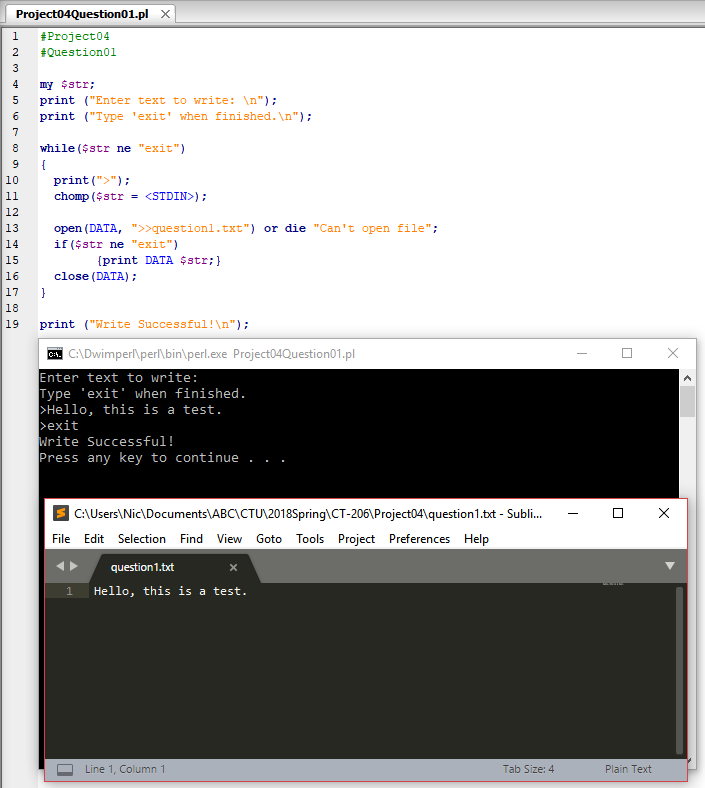 Project04Question01.pl
1 #Project04
2 #Question01
3
4 my $str;
5 print ("Enter text to write: \n");
6 print ("Type 'exit' when finished.\n");
7
8 while($str ne "exit")
9 {
10 print(">");
11 chomp($str = <STDIN>);
12
13 open(DATA, ">>question1.txt") or die "Can't open file";
14 if($str ne "exit")
15 {print DATA $str;}
16 close(DATA);
17 }
18
19 print ("Write Successful!\n");
C:\Dwimperl\perl\bin\perl.exe Project04Question01.pl
Enter text to write:
Type 'exit' when finished.
>Hello, this is a test.
>exit
Write Successful!
Press any key to continue . . .
C:\Users\Nic\Documents\ABC\CTU\2018Spring\CT-206\Project04\question1.txt - Subli...
File Edit Selection Find View Goto Tools Project Preferences Help
question1.txt
1 Hello, this is a test.
Line 1, Column 1 Tab Size: 4 Plain Text